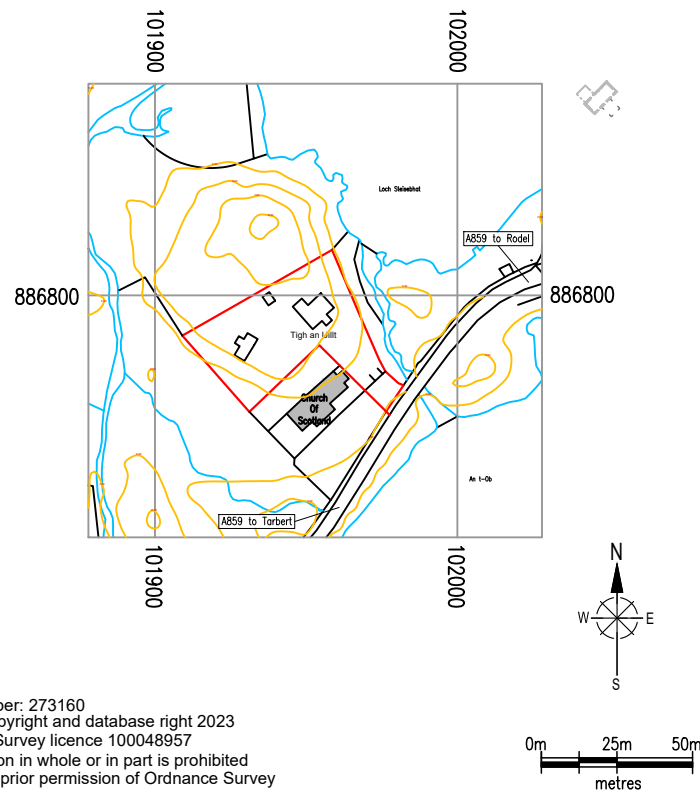 101900
102000
Loch Steisebhat
A859 to Rodel
886800
886800
Tigh an Uillt
Church
Of
Scotland
An t-Ob
A859 to Tarbert
101900
102000
N
W
E
S
ber: 273160
pyright and database right 2023
Survey licence 100048957
on in whole or in part is prohibited
prior permission of Ordnance Survey
0m 25m 50m
metres